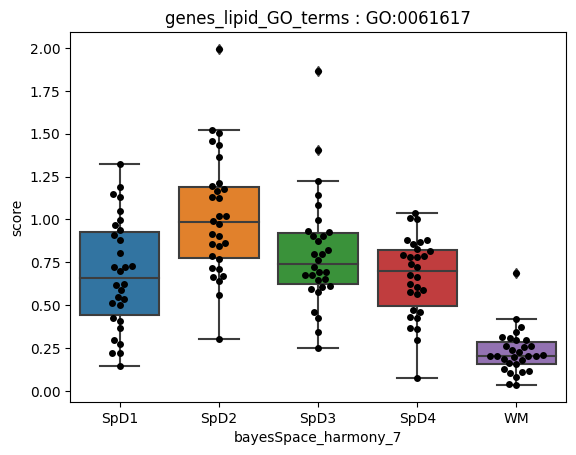 genes_lipid_GO_terms : GO:0061617
2.00
1.75
1.50
1.25
1.00
0.75
0.50
0.25
0.00
score
SpD1 SpD2 SpD3 SpD4 WM
bayesSpace_harmony_7